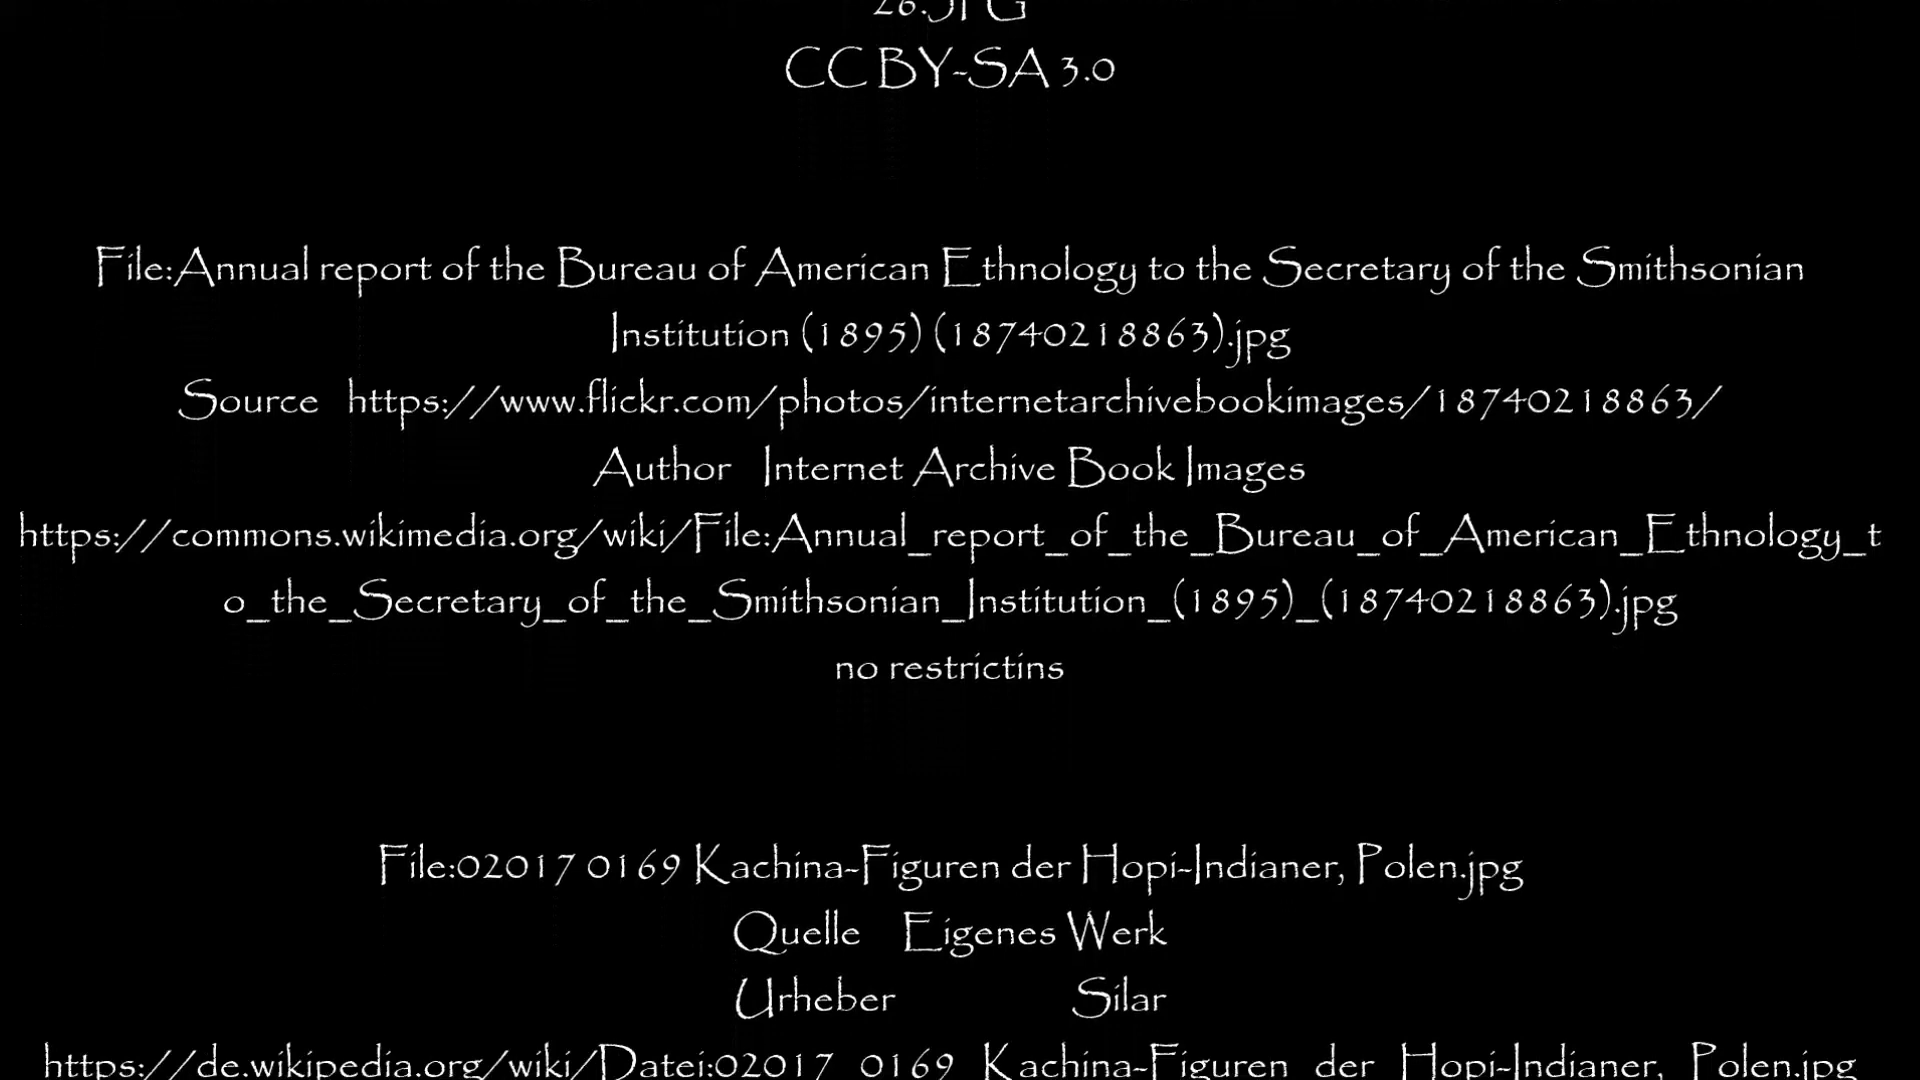 26.JPG
CC BY-SA 3.0
File:Annual report of the Bureau of American Ethnology to the Secretary of the Smithsonian
Institution (1895) (18740218863).jpg
Source https://www.flickr.com/photos/internetarchivebookimages/18740218863/
Author Internet Archive Book Images
https://commons.wikimedia.org/wiki/File:Annual_report_of_the_Bureau_of_American_Ethnology_t
o_the_Secretary_of_the_Smithsonian_Institution_(1895)_(18740218863).jpg
no restrictins
File:02017 0169 Kachina-Figuren der Hopi-Indianer, Polen.jpg
Quelle Eigenes Werk
Urheber Silar
https://de.wikipedia.org/wiki/Datei:02017_0169_Kachina-Figuren_der_Hopi-Indianer,_Polen.jpg